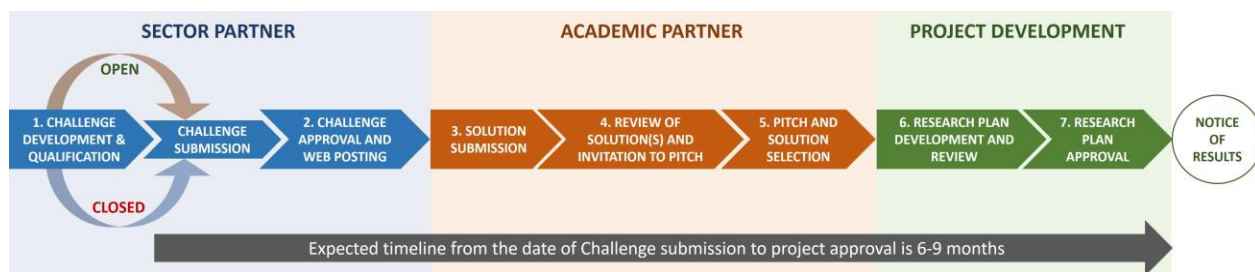 SECTOR PARTNER
ACADEMIC PARTNER
PROJECT DEVELOPMENT
OPEN
1. CHALLENGE
DEVELOPMENT &
QUALIFICATION
CHALLENGE
SUBMISSION
2. CHALLENGE
APPROVAL AND
WEB POSTING
3. SOLUTION
SUBMISSION
4. REVIEW OF
SOLUTION(S) AND
INVITATION TO PITCH
5. PITCH AND
SOLUTION
SELECTION
6. RESEARCH PLAN
DEVELOPMENT AND
REVIEW
7. RESEARCH
PLAN
APPROVAL
NOTICE
OF
RESULTS
CLOSED
Expected timeline from the date of Challenge submission to project approval is 6-9 months